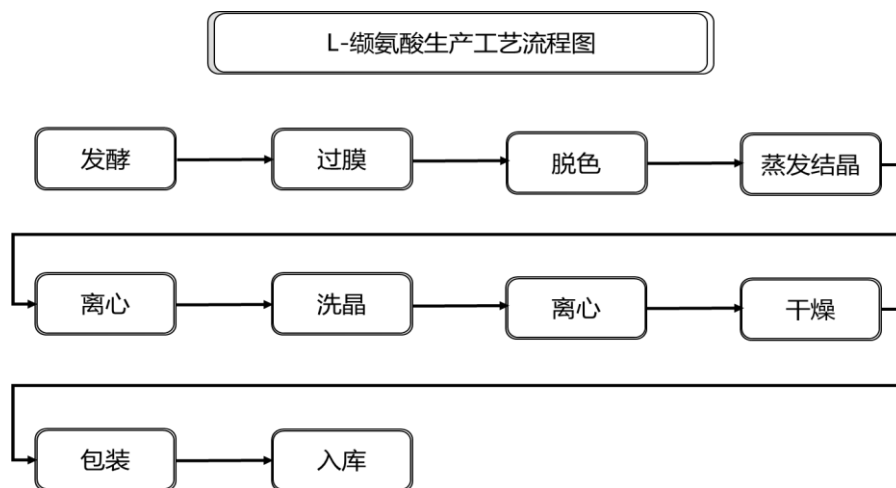 L-缬氨酸生产工艺流程图
发酵
过膜
脱色
蒸发结晶
离心
洗晶
离心
干燥
包装
入库